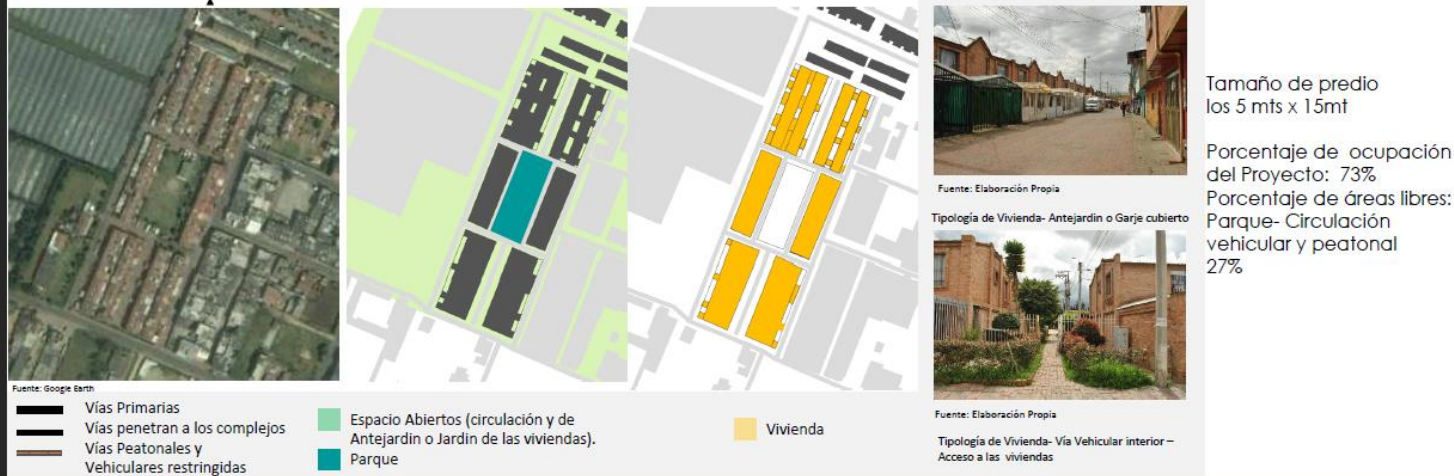 Fuente: Google Earth
Vías Primarias
Vías penetran a los complejos
Vías Peatonales y
Vehiculares restringidas
Espacio Abiertos (circulación y de
Antejardin o Jardin de las viviendas).
Parque
Vivienda
Fuente: Elaboración Propia
Tipología de Vivienda- Antejardin o Garje cubierto
Fuente: Elaboración Propia
Tipología de Vivienda- Vía Vehicular interior –
Acceso a las viviendas
Tamaño de predio
los 5 mts x 15mt
Porcentaje de ocupación
del Proyecto: 73%
Porcentaje de áreas libres:
Parque- Circulación
vehicular y peatonal
27%